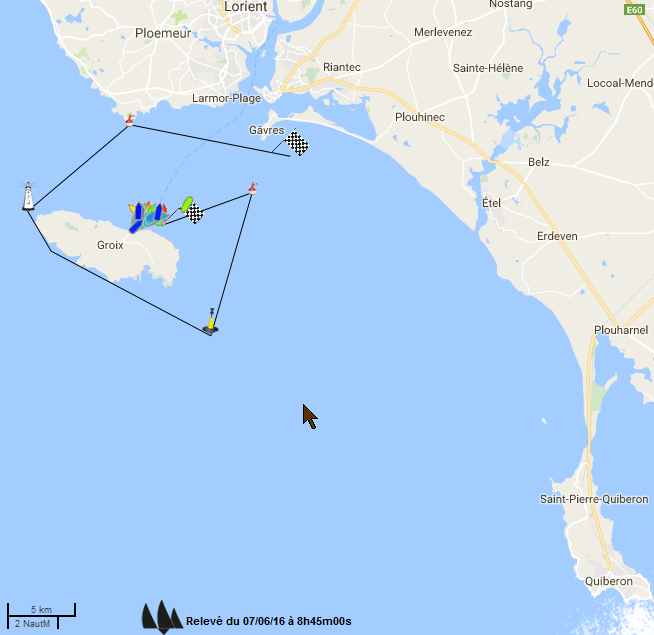 Nostang
Lorient
E60
Ploemeur
Merlevenez
Riantec
Sainte-Hélène
Locoal-Mend
Larmor-Plage
Plouhinec
Gâvres
Belz
Étel
Erdeven
Groix
Plouharnel
Saint-Pierre-Quiberon
Quiberon
5 km
2 NautM
Relevé du 07/06/16 à 8h45m00s